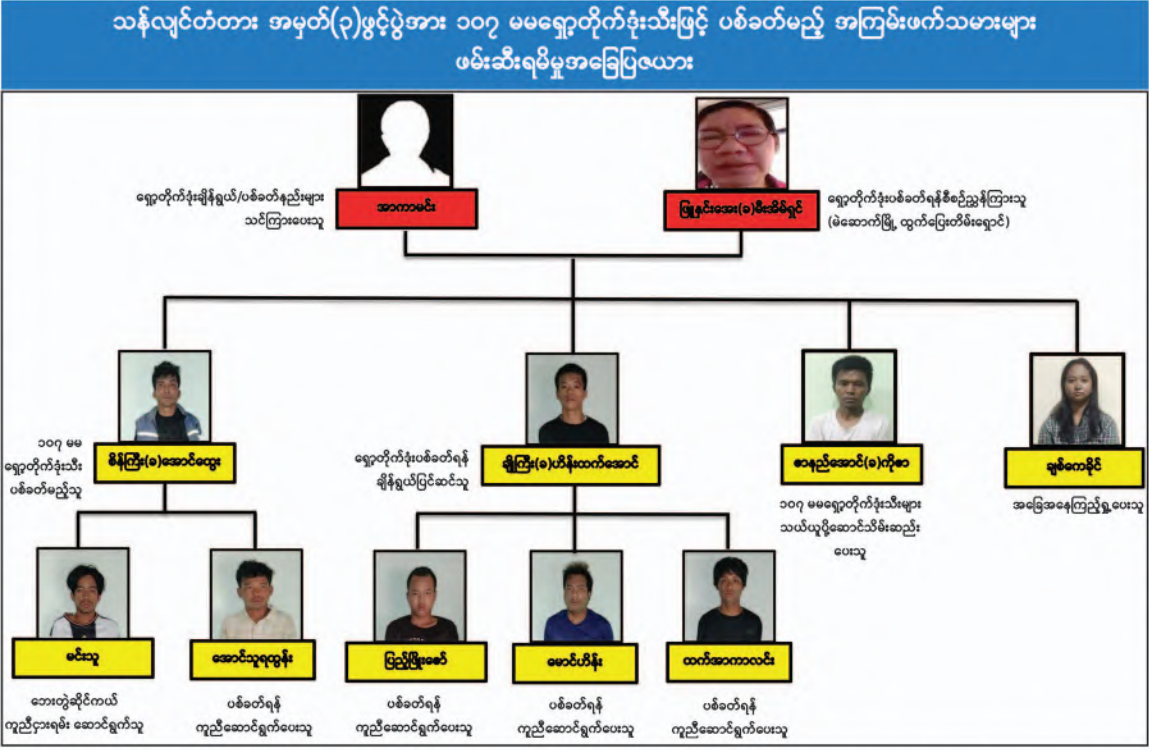 သန်လျင်တံတား အမှတ်(၃)ဖွင့်ပွဲအား ၁၀၇ မမရှော့တိုက်ဒုံးသီးဖြင့် ပစ်ခတ်မည့် အကြမ်းဖက်သမားများ
ဖမ်းဆီးရမိမှုအခြေပြဇယား
ရှော့တိုက်ဒုံးချိန်ရွယ်/ပစ်ခတ်နည်းများ
သင်ကြားပေးသူ
အာကာမင်း
ဖြူနှင်းအေး(ခ)မီးအိမ်ရှင်
ရှော့တိုက်ဒုံးပစ်ခတ်ရန်စီစဉ်ညွှန်ကြားသူ
(မဲဆောက်မြို့ ထွက်ပြေးတိမ်းရှောင်)
၁၀၇ မမ
ရှော့တိုက်ဒုံးသီး
ပစ်ခတ်မည့်သူ
စိန်ကြီး(ခ)အောင်ထွေး
ရှော့တိုက်ဒုံးပစ်ခတ်ရန်
ချိန်ရွယ်ပြင်ဆင်သူ
ချိုကြီး(ခ)ဟိန်းထက်အောင်
ဇာနည်အောင်(ခ)ကိုဇာ
၁၀၇ မမရှော့တိုက်ဒုံးသီးများ
သယ်ယူပို့ဆောင်သိမ်းဆည်း
ပေးသူ
ချစ်ကေခိုင်
အခြေအနေကြည့်ရှု့ပေးသူ
မင်းသူ
ဘေးတွဲဆိုင်ကယ်
ကူညီငှားရမ်း ဆောင်ရွက်သူ
အောင်သူရထွန်း
ပစ်ခတ်ရန်
ကူညီဆောင်ရွက်ပေးသူ
ပြည့်ဖြိုးဇော်
ပစ်ခတ်ရန်
ကူညီဆောင်ရွက်ပေးသူ
မောင်ဟိန်း
ပစ်ခတ်ရန်
ကူညီဆောင်ရွက်ပေးသူ
ထက်အာကာလင်း
ပစ်ခတ်ရန်
ကူညီဆောင်ရွက်ပေးသူ